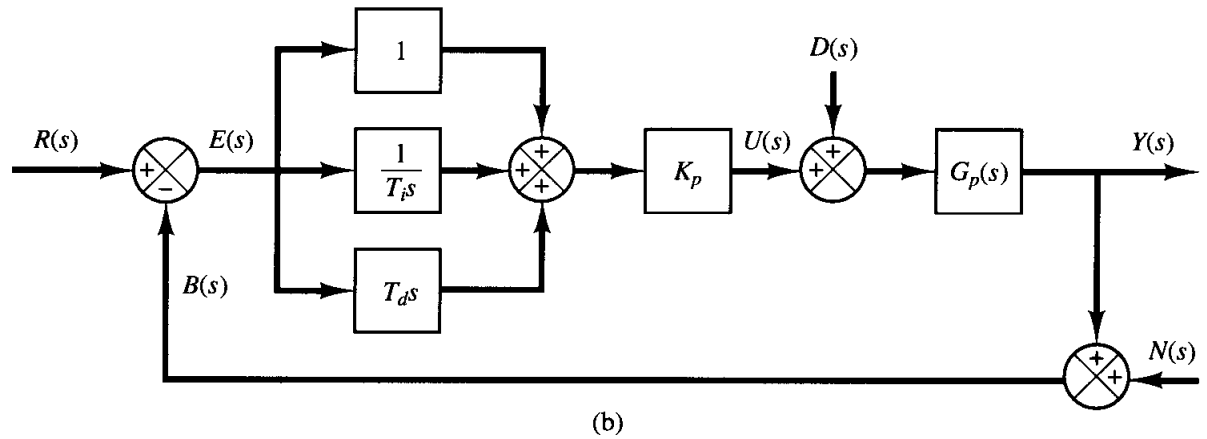 1
D(s)
R(s)
+
−
E(s)
1
T_i s
+
+
+
K_p
U(s)
+
+
G_p(s)
Y(s)
B(s)
T_d s
+
+
N(s)
(b)